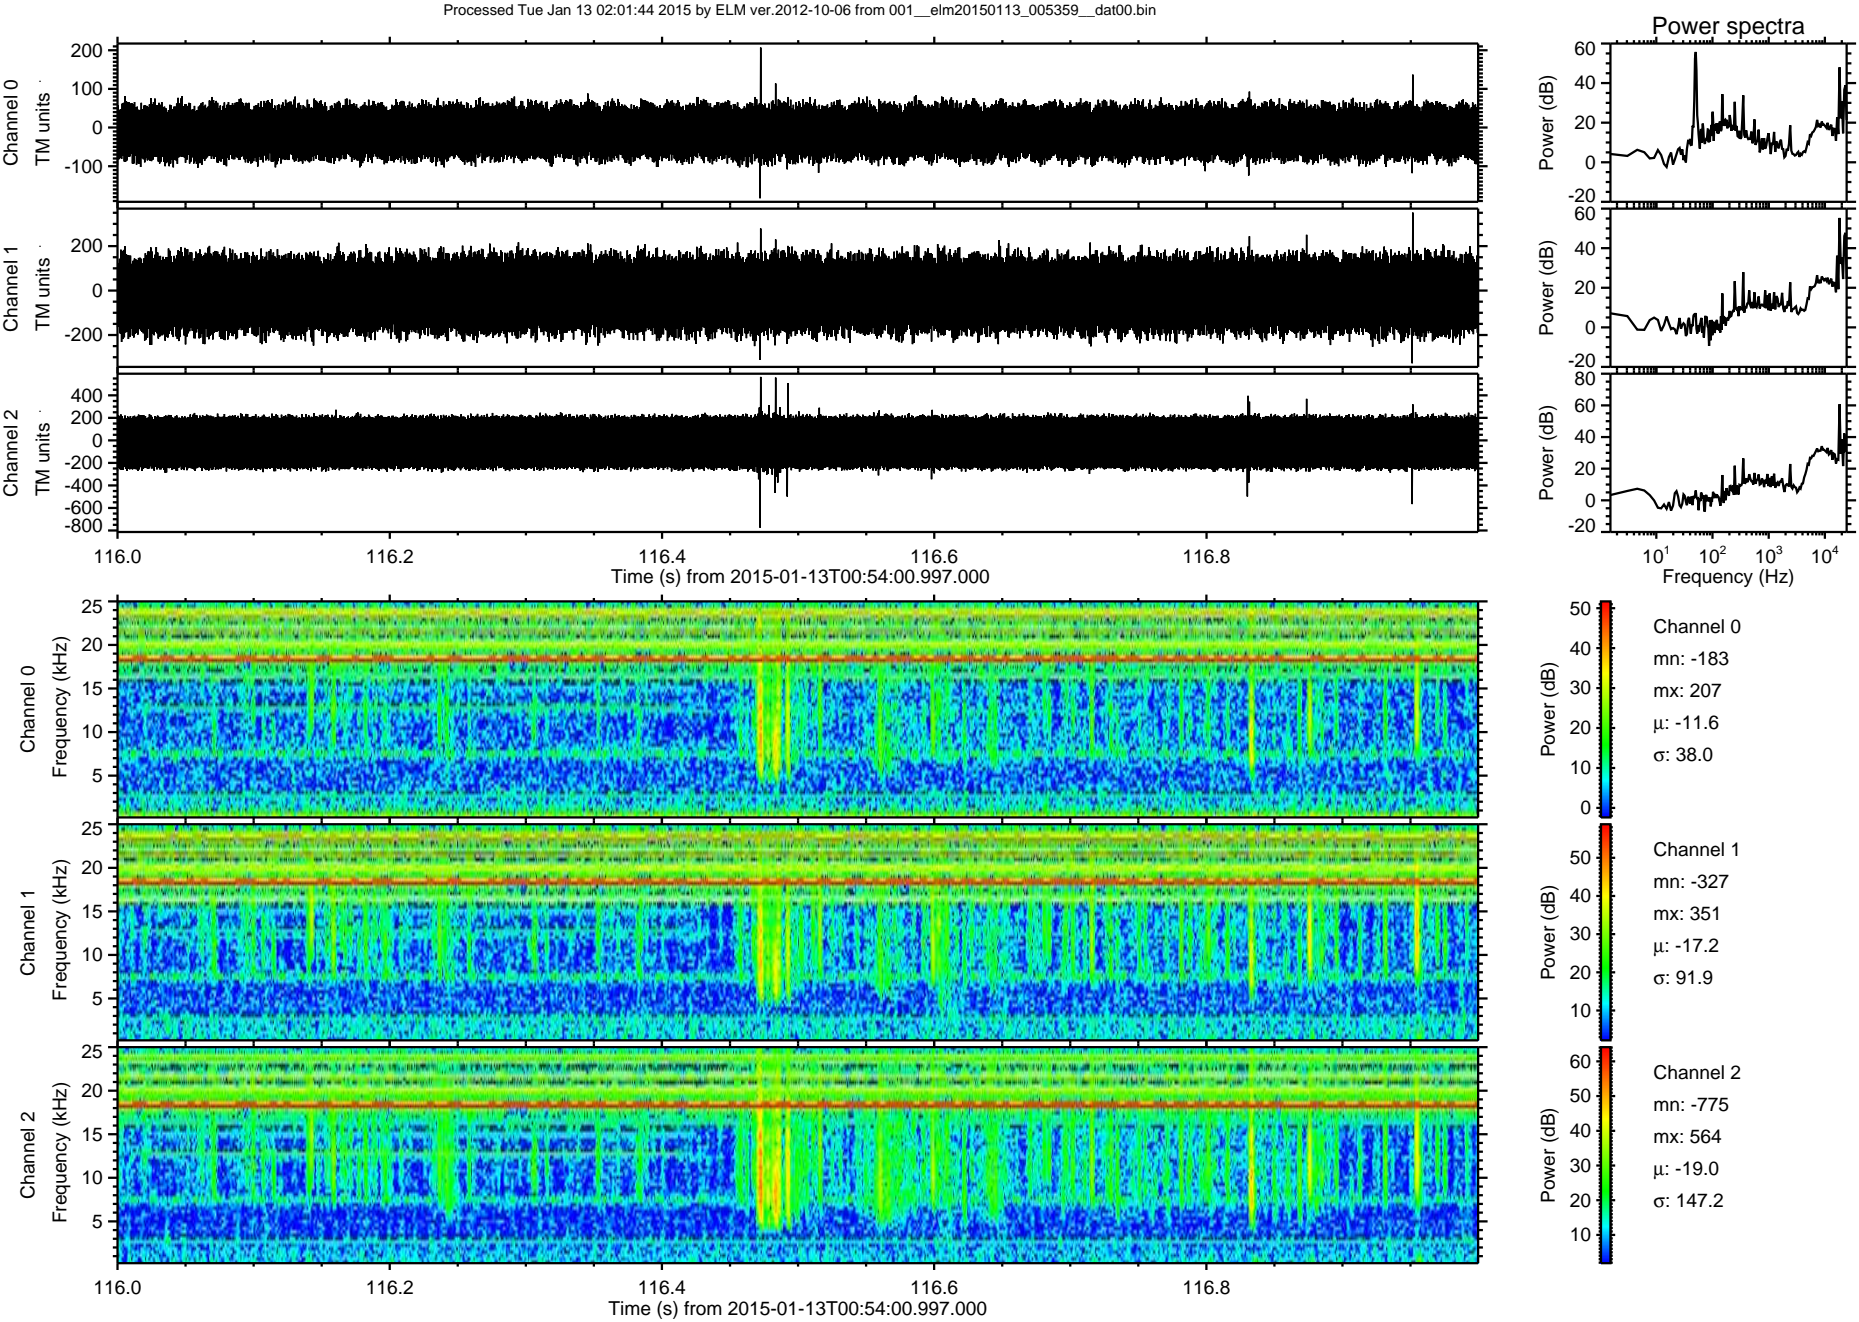 Processed Tue Jan 13 02:01:44 2015 by ELM ver.2012-10-06 from 001__elm20150113_005359__dat00.bin
Power spectra
Channel 0
TM units
200
100
0
-100
Power (dB)
60
40
20
0
-20
Channel 1
TM units
200
0
-200
Power (dB)
60
40
20
0
-20
Channel 2
TM units
400
200
0
-200
-400
-600
-800
Power (dB)
80
60
40
20
0
-20
116.0 116.2 116.4 116.6 116.8
Time (s) from 2015-01-13T00:54:00.997.000
10¹ 10² 10³ 10⁴
Frequency (Hz)
Channel 0
Frequency (kHz)
25
20
15
10
5
Power (dB)
50
40
30
20
10
0
Channel 0
mn: -183
mx: 207
μ: -11.6
σ: 38.0
Channel 1
Frequency (kHz)
25
20
15
10
5
Power (dB)
50
40
30
20
10
Channel 1
mn: -327
mx: 351
μ: -17.2
σ: 91.9
Channel 2
Frequency (kHz)
25
20
15
10
5
Power (dB)
60
50
40
30
20
10
Channel 2
mn: -775
mx: 564
μ: -19.0
σ: 147.2
116.0 116.2 116.4 116.6 116.8
Time (s) from 2015-01-13T00:54:00.997.000